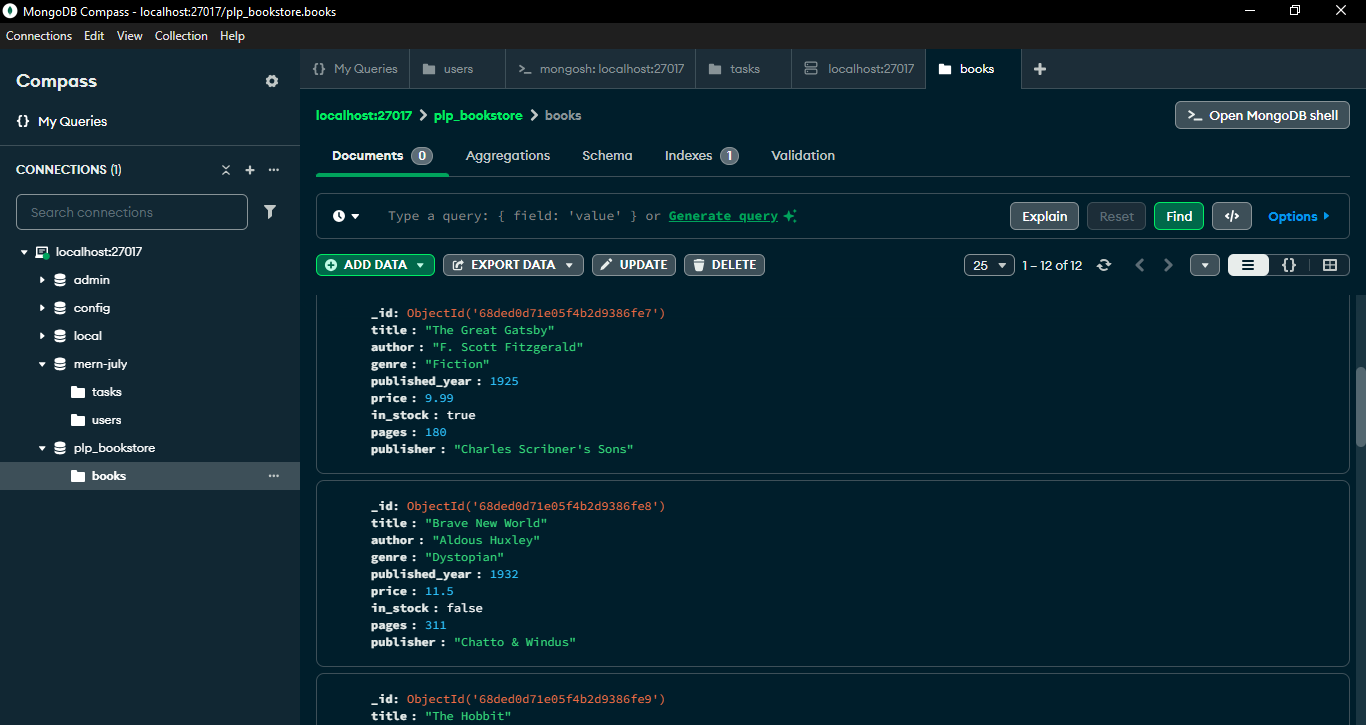 MongoDB Compass - localhost:27017/plp_bookstore.books
Connections Edit View Collection Help
Compass
My Queries
CONNECTIONS (1)
Search connections
localhost:27017
admin
config
local
mern-july
tasks
users
plp_bookstore
books
{} My Queries users >_ mongosh: localhost:27017 tasks localhost:27017 books +
localhost:27017 > plp_bookstore > books
>_ Open MongoDB shell
Documents 0 Aggregations Schema Indexes 1 Validation
Type a query: { field: 'value' } or Generate query
Explain Reset Find </> Options
ADD DATA EXPORT DATA UPDATE DELETE
25 1 – 12 of 12 {}
_id: ObjectId('68ded0d71e05f4b2d9386fe7')
title : "The Great Gatsby"
author : "F. Scott Fitzgerald"
genre : "Fiction"
published_year : 1925
price : 9.99
in_stock : true
pages : 180
publisher : "Charles Scribner's Sons"
_id: ObjectId('68ded0d71e05f4b2d9386fe8')
title : "Brave New World"
author : "Aldous Huxley"
genre : "Dystopian"
published_year : 1932
price : 11.5
in_stock : false
pages : 311
publisher : "Chatto & Windus"
_id: ObjectId('68ded0d71e05f4b2d9386fe9')
title : "The Hobbit"